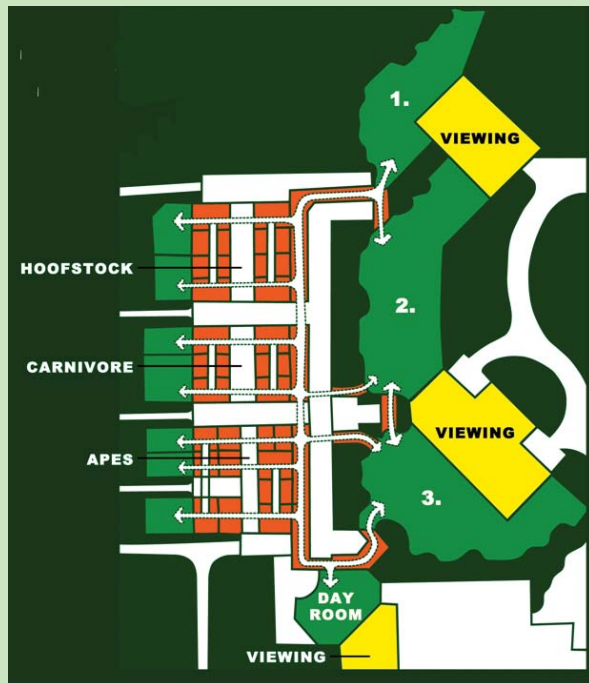 1.
VIEWING
HOOFSTOCK
2.
CARNIVORE
VIEWING
APES
3.
DAY
ROOM
VIEWING